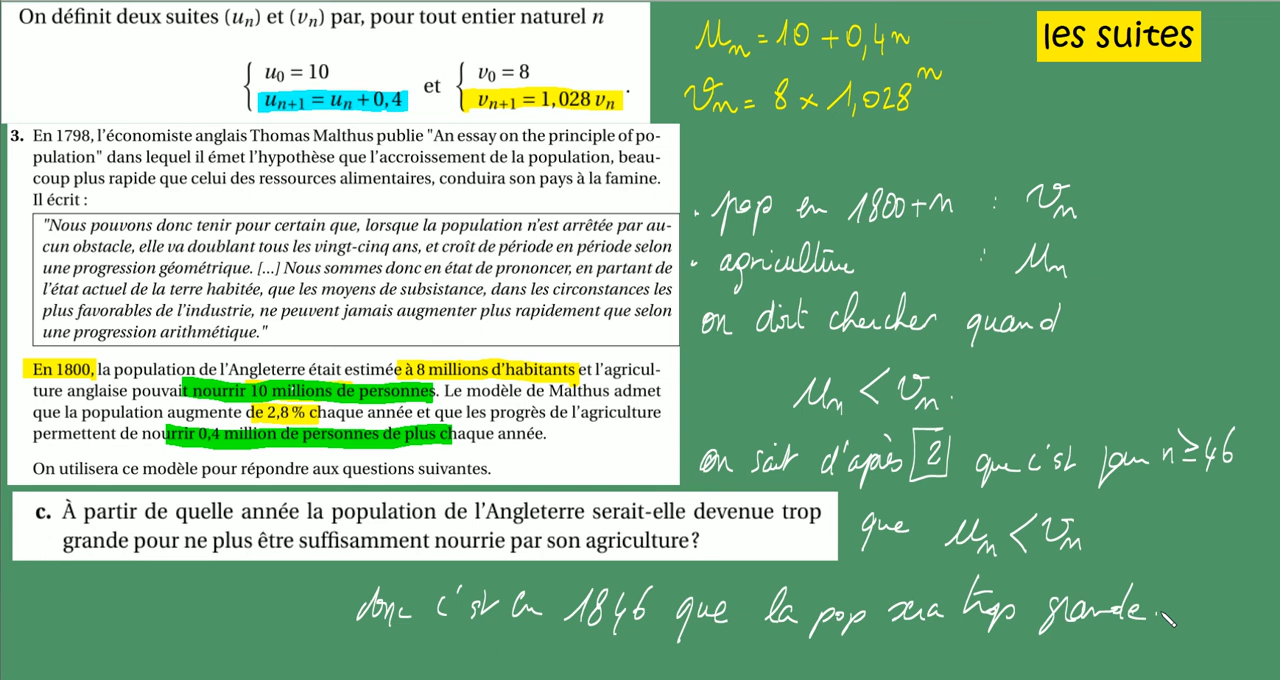 On définit deux suites (un) et (vn) par, pour tout entier naturel n
{ u0 = 10
un+1 = un + 0,4
et
{ v0 = 8
vn+1 = 1,028 vn
.
un = 10 + 0,4n
vn = 8 × 1,028^n
les suites
3. En 1798, l'économiste anglais Thomas Malthus publie "An essay on the principle of po-
pulation" dans lequel il émet l'hypothèse que l'accroissement de la population, beau-
coup plus rapide que celui des ressources alimentaires, conduira son pays à la famine.
Il écrit :
"Nous pouvons donc tenir pour certain que, lorsque la population n'est arrêtée par au-
cun obstacle, elle va doublant tous les vingt-cinq ans, et croît de période en période selon
une progression géométrique. [...] Nous sommes donc en état de prononcer, en partant de
l'état actuel de la terre habitée, que les moyens de subsistance, dans les circonstances les
plus favorables de l'industrie, ne peuvent jamais augmenter plus rapidement que selon
une progression arithmétique."
En 1800, la population de l'Angleterre était estimée à 8 millions d'habitants et l'agricul-
ture anglaise pouvait nourrir 10 millions de personnes. Le modèle de Malthus admet
que la population augmente de 2,8 % chaque année et que les progrès de l'agriculture
permettent de nourrir 0,4 million de personnes de plus chaque année.
On utilisera ce modèle pour répondre aux questions suivantes.
c. À partir de quelle année la population de l'Angleterre serait-elle devenue trop
grande pour ne plus être suffisamment nourrie par son agriculture ?
. pop en 1800+n : vn
. agriculture : un
on doit chercher quand
un < vn.
on sait d'après 2 que c'est pour n ≥ 46
que un < vn
donc c'est en 1846 que la pop sera trop grande.